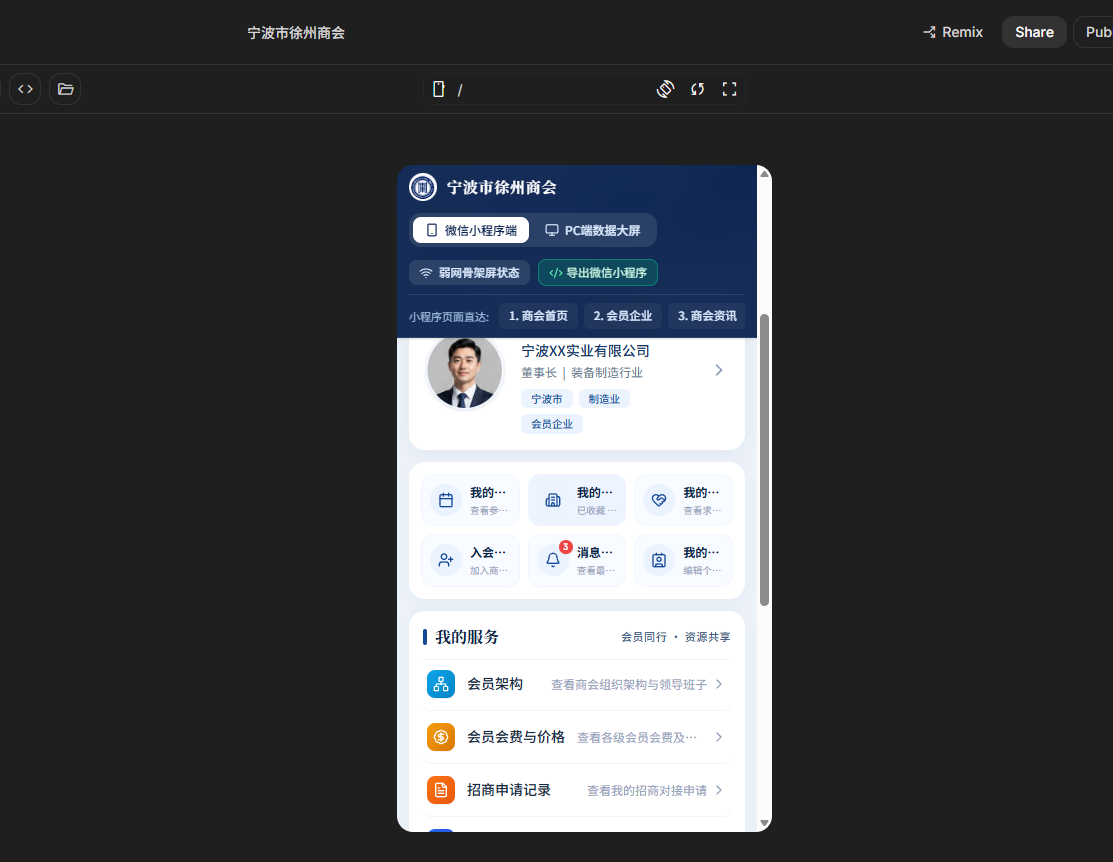 宁波市徐州商会
Remix
Share
Pub
/
宁波市徐州商会
微信小程序端
PC端数据大屏
弱网骨架屏状态
</> 导出微信小程序
小程序页面直达:
1. 商会首页
2. 会员企业
3. 商会资讯
宁波XX实业有限公司
董事长 | 装备制造行业
宁波市
制造业
会员企业
我的…
查看参…
我的…
已收藏 …
我的…
查看求…
入会…
加入商…
3
消息…
查看最…
我的…
编辑个…
我的服务
会员同行 · 资源共享
会员架构
查看商会组织架构与领导班子
会员会费与价格
查看各级会员会费及…
招商申请记录
查看我的招商对接申请